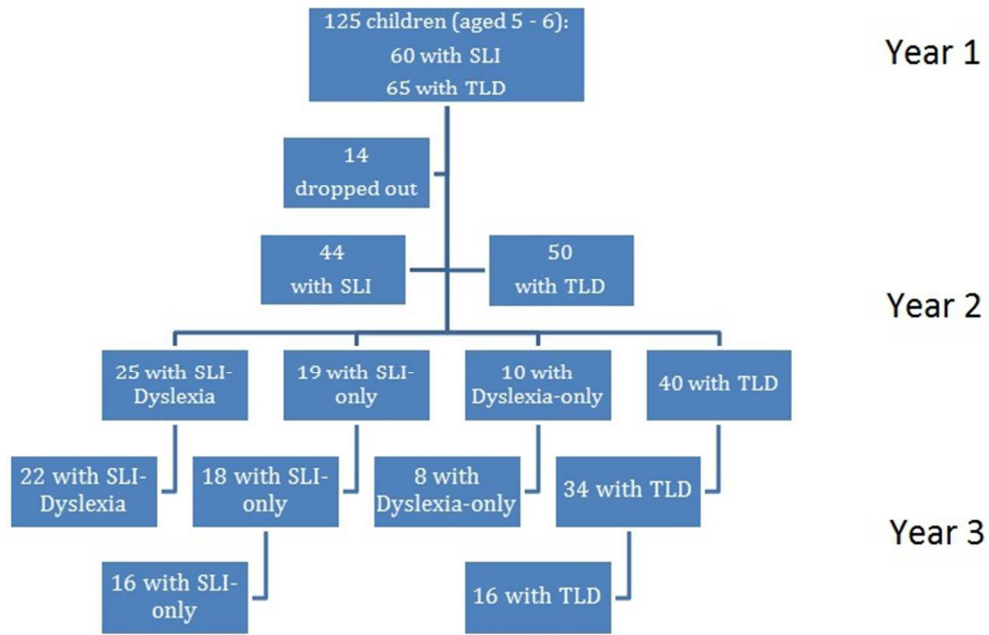 125 children (aged 5 - 6):
60 with SLI
65 with TLD
Year 1
14
dropped out
44
with SLI
50
with TLD
Year 2
25 with SLI-
Dyslexia
19 with SLI-
only
10 with
Dyslexia-only
40 with TLD
22 with SLI-
Dyslexia
18 with SLI-
only
8 with
Dyslexia-only
34 with TLD
Year 3
16 with SLI-
only
16 with TLD